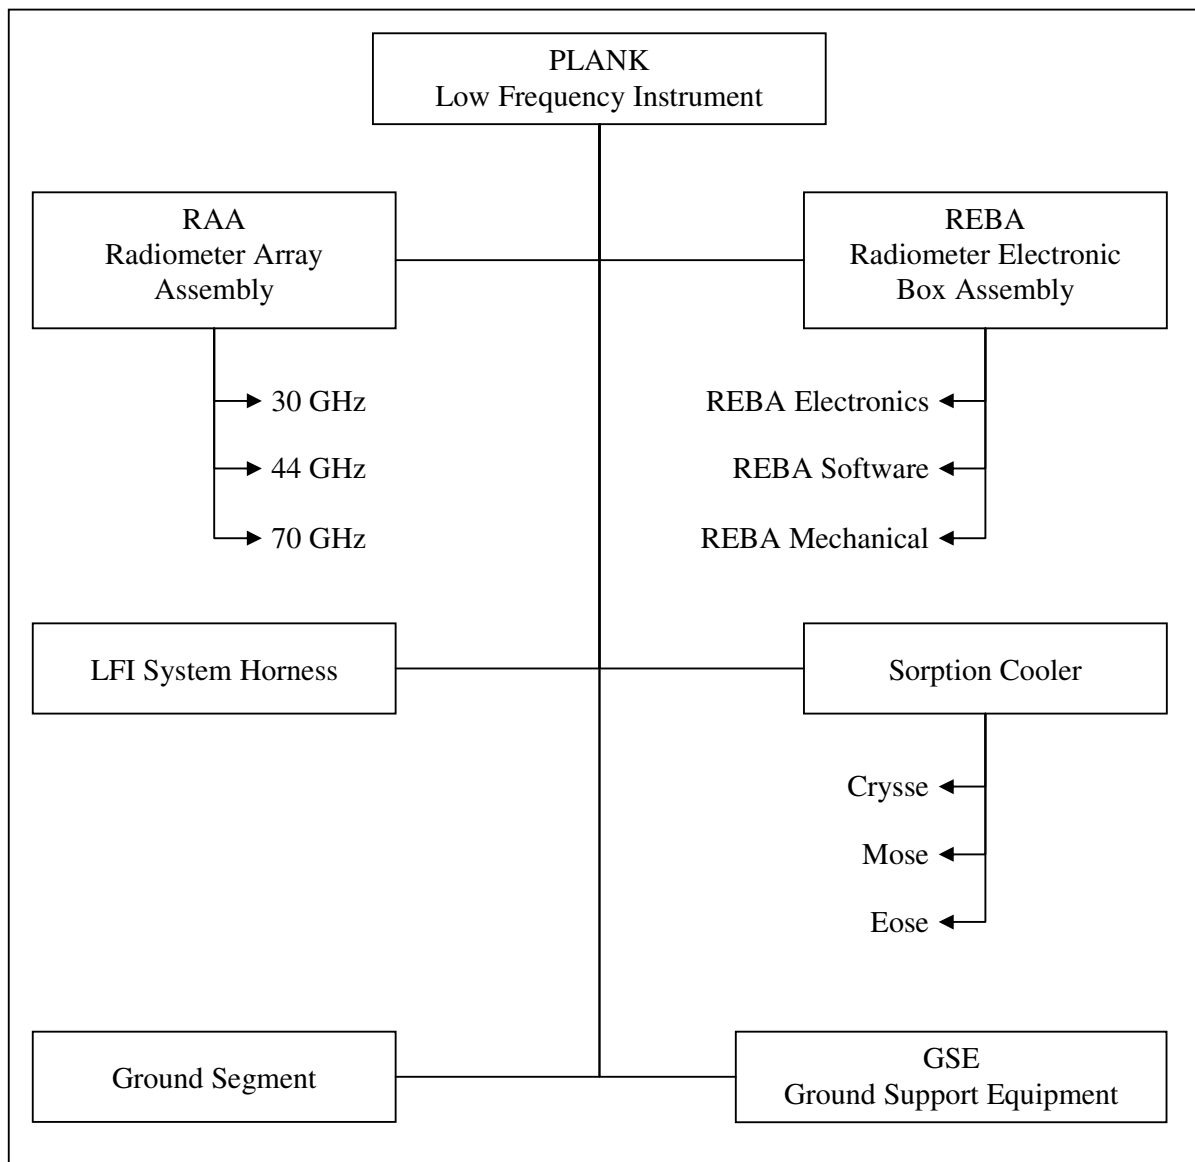 PLANK
Low Frequency Instrument
RAA
Radiometer Array
Assembly
REBA
Radiometer Electronic
Box Assembly
30 GHz
44 GHz
70 GHz
REBA Electronics
REBA Software
REBA Mechanical
LFI System Horness
Sorption Cooler
Crysse
Mose
Eose
Ground Segment
GSE
Ground Support Equipment